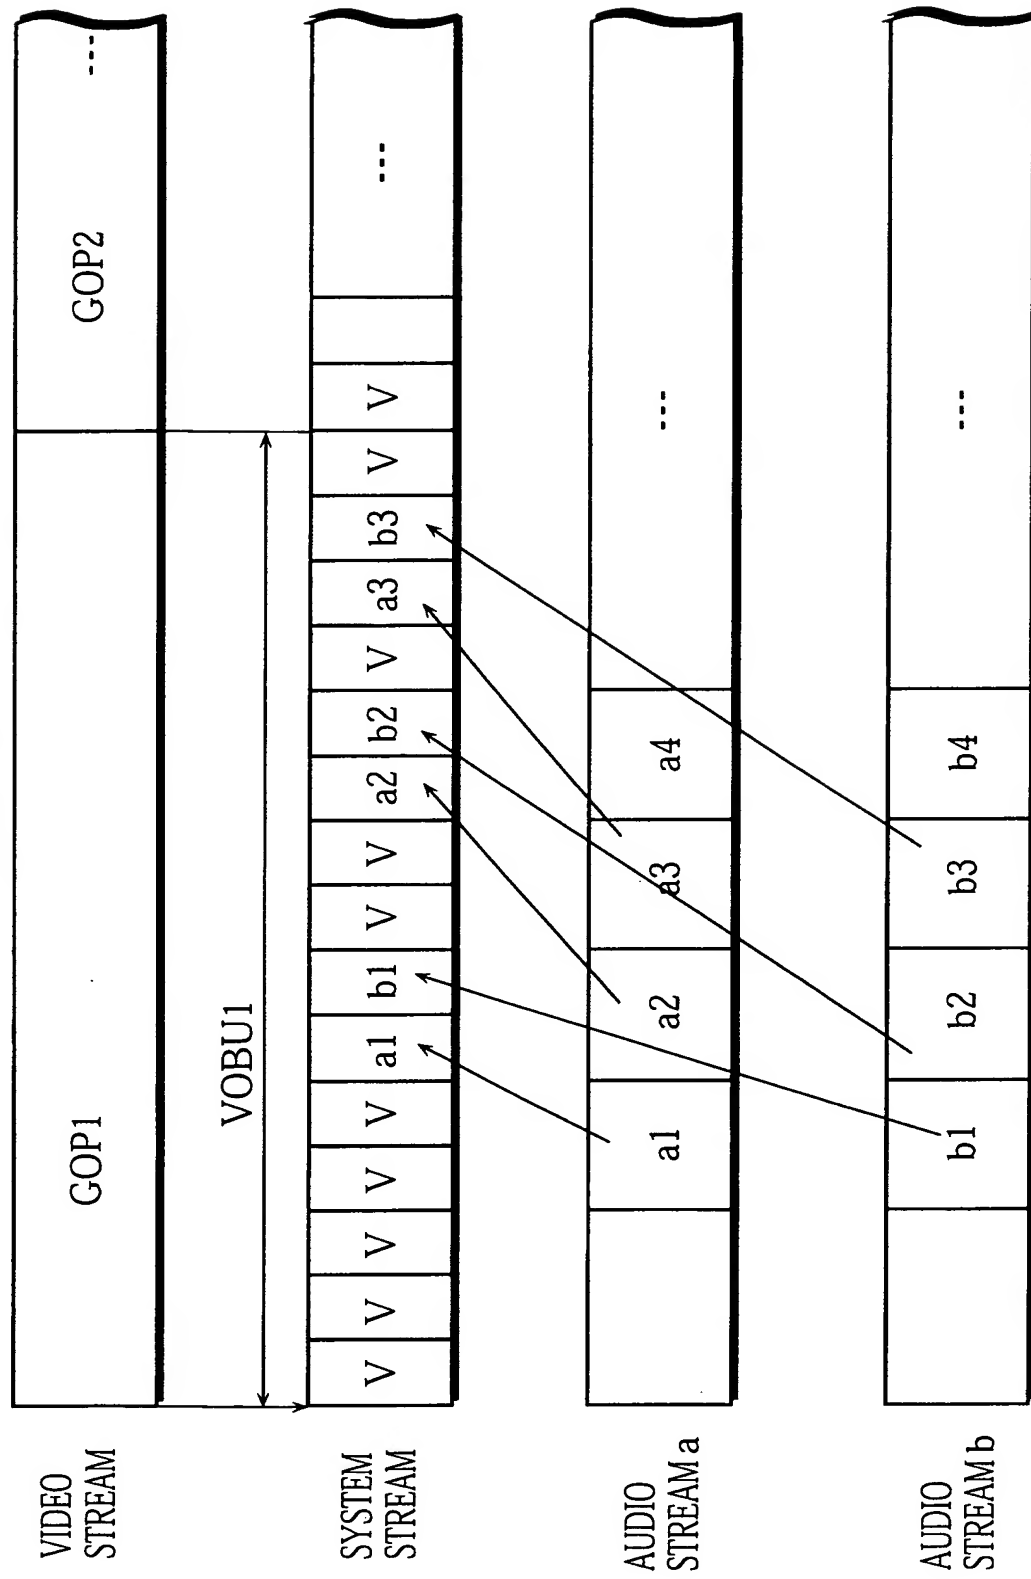 VIDEO
STREAM
GOP1
GOP2
---
VOBU1
SYSTEM
STREAM
V V V V V a1 b1 V V a2 b2 V a3 b3 V V ---
AUDIO
STREAM a
a1 a2 a3 a4 ---
AUDIO
STREAM b
b1 b2 b3 b4 ---